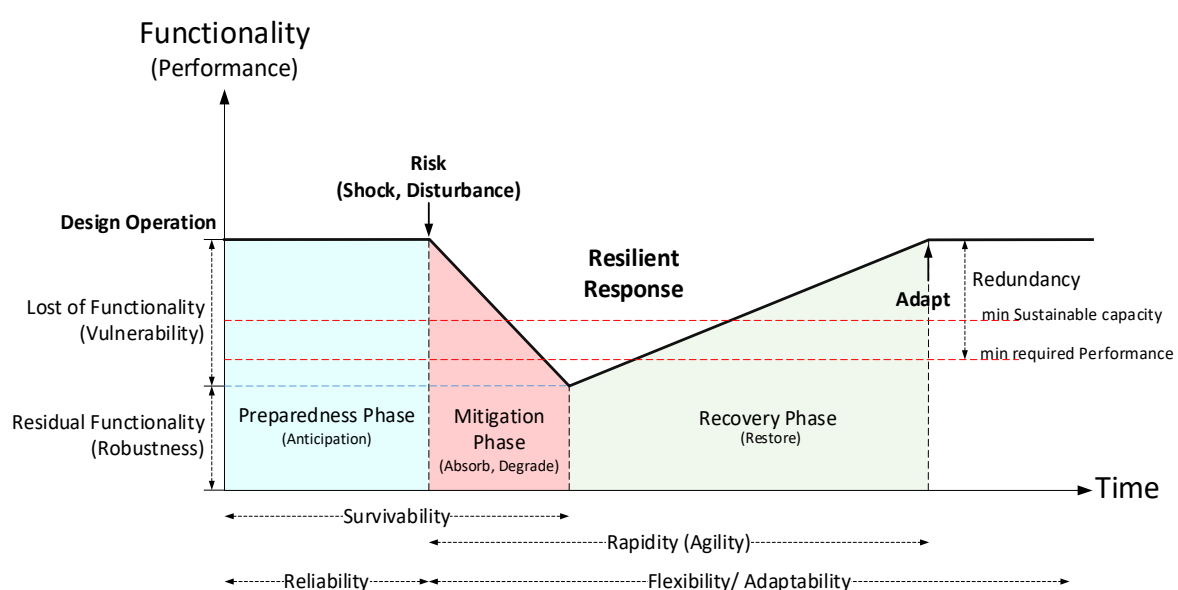 Functionality
(Performance)
Risk
(Shock, Disturbance)
Design Operation
Resilient
Response
Redundancy
Adapt
Lost of Functionality
(Vulnerability)
min Sustainable capacity
min required Performance
Residual Functionality
(Robustness)
Preparedness Phase
(Anticipation)
Mitigation
Phase
(Absorb, Degrade)
Recovery Phase
(Restore)
Time
Survivability
Rapidity (Agility)
Reliability
Flexibility/ Adaptability